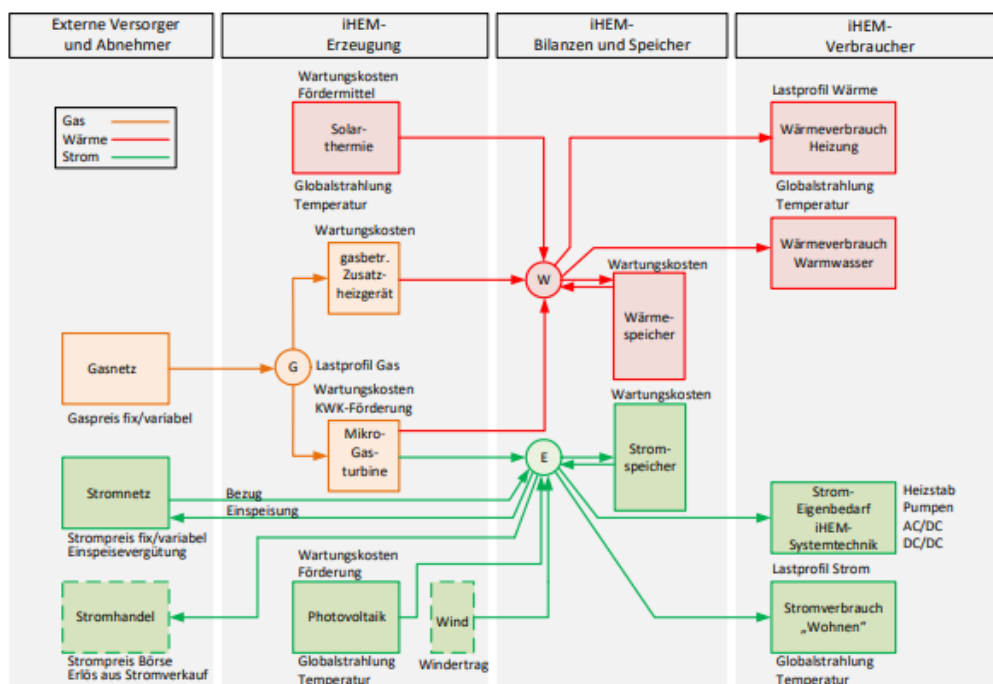 Externe Versorger
und Abnehmer
iHEM-
Erzeugung
iHEM-
Bilanzen und Speicher
iHEM-
Verbraucher
Gas
Wärme
Strom
Wartungskosten
Fördermittel
Solar-
thermie
Globalstrahlung
Temperatur
Lastprofil Wärme
Wärmeverbrauch
Heizung
Globalstrahlung
Temperatur
Wartungskosten
gasbetr.
Zusatz-
heizgerät
W
Wartungskosten
Wärme-
speicher
Wärmeverbrauch
Warmwasser
Gasnetz
Gaspreis fix/variabel
G
Lastprofil Gas
Wartungskosten
KWK-Förderung
Mikro-
Gas-
turbine
Wartungskosten
E
Strom-
speicher
Stromnetz
Bezug
Einspeisung
Strompreis fix/variabel
Einspeisevergütung
Strom-
Eigenbedarf
iHEM-
Systemtechnik
Heizstab
Pumpen
AC/DC
DC/DC
Stromhandel
Strompreis Börse
Erlös aus Stromverkauf
Wartungskosten
Förderung
Photovoltaik
Globalstrahlung
Temperatur
Wind
Windertrag
Lastprofil Strom
Stromverbrauch
„Wohnen"
Globalstrahlung
Temperatur